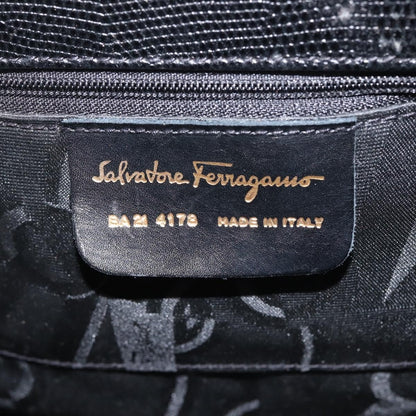 Salvatore Ferragamo
BA 21 4178 MADE IN ITALY